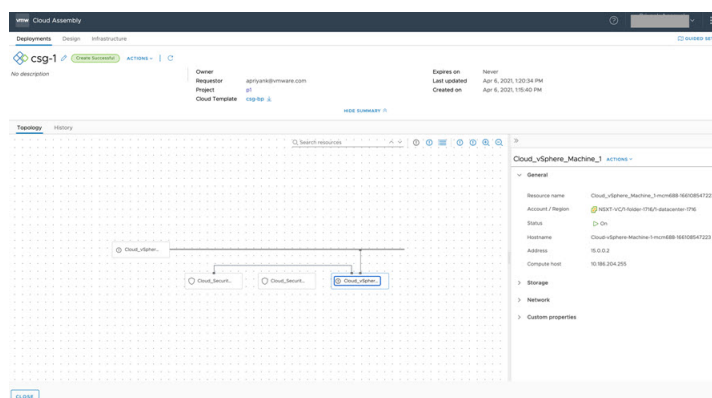 vmw Cloud Assembly
Deployments Design Infrastructure
GUIDED SET
csg-1 Create Successful ACTIONS
No description
Owner
Requestor apriyank@vmware.com
Project p1
Cloud Template csg-bp
Expires on Never
Last updated Apr 6, 2021, 1:20:34 PM
Created on Apr 6, 2021, 1:15:40 PM
HIDE SUMMARY
Topology History
Search resources
Cloud_vSpher...
Cloud_Securit...
Cloud_Securit...
Cloud_vSpher...
Cloud_vSphere_Machine_1 ACTIONS
General
Resource name Cloud_vSphere_Machine_1-mcm688-166108547223
Account / Region NSXT-VC/1-folder-1716/1-datacenter-1716
Status On
Hostname Cloud-vSphere-Machine-1-mcm688-166108547223
Address 15.0.0.2
Compute host 10.186.204.255
Storage
Network
Custom properties
CLOSE